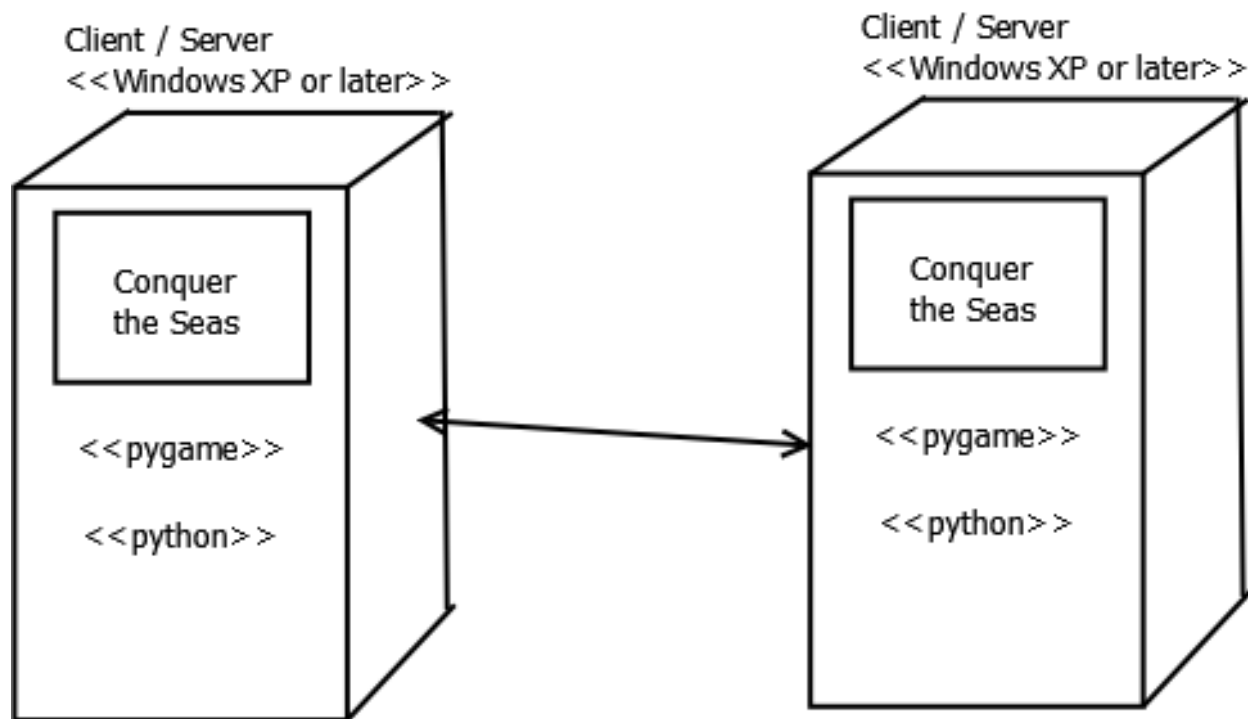 Client / Server
<<Windows XP or later>>
Conquer
the Seas
<<pygame>>
<<python>>
Client / Server
<<Windows XP or later>>
Conquer
the Seas
<<pygame>>
<<python>>